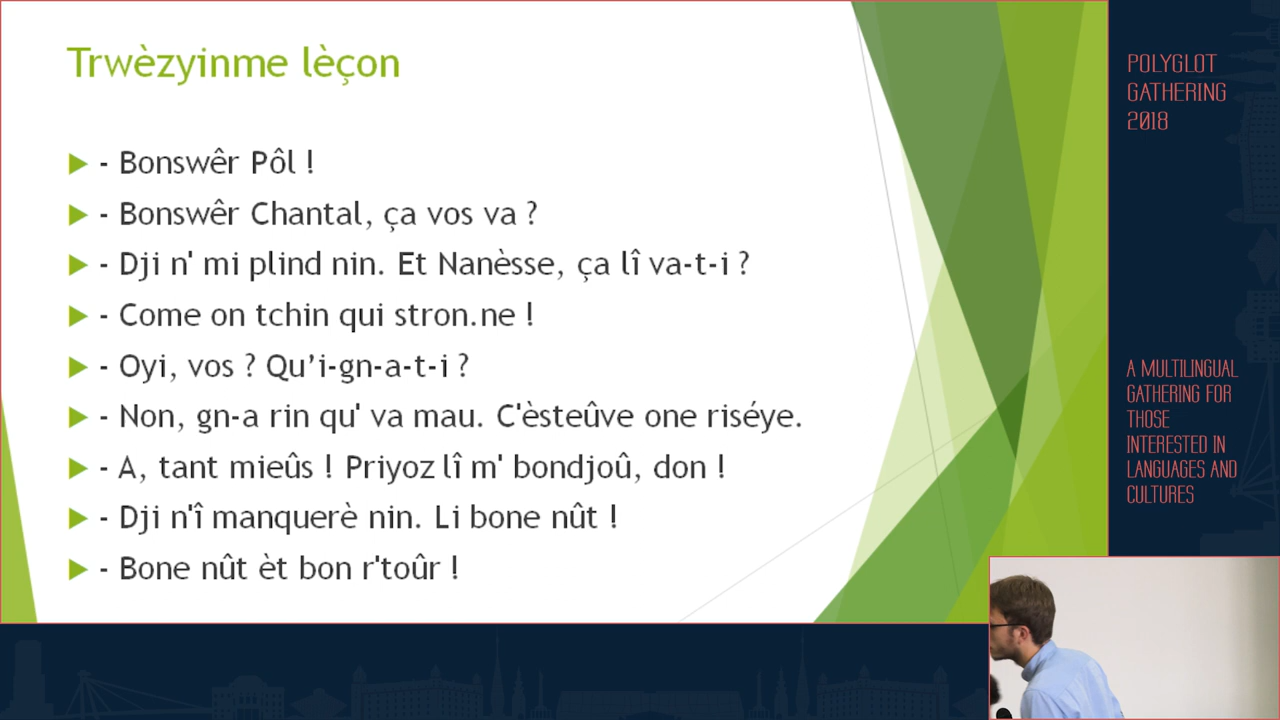 Trwèzyinme lèçon
- Bonswêr Pôl !
- Bonswêr Chantal, ça vos va ?
- Dji n' mi plind nin. Et Nanèsse, ça lî va-t-i ?
- Come on tchin qui stron.ne !
- Oyi, vos ? Qu’i-gn-a-t-i ?
- Non, gn-a rin qu' va mau. C'èsteûve one riséye.
- A, tant mieûs ! Priyoz lî m' bondjoû, don !
- Dji n'î manquerè nin. Li bone nût !
- Bone nût èt bon r'toûr !
POLYGLOT
GATHERING
2018
A MULTILINGUAL
GATHERING FOR
THOSE
INTERESTED IN
LANGUAGES AND
CULTURES